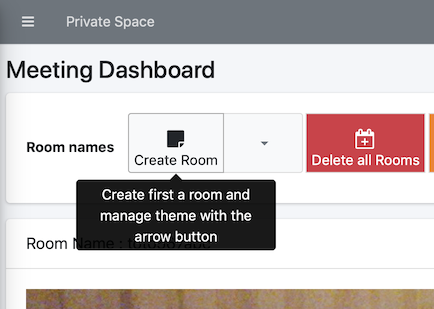 Private Space
Meeting Dashboard
Room names
Create Room
Delete all Rooms
Create first a room and
manage theme with the
arrow button
Room Name :